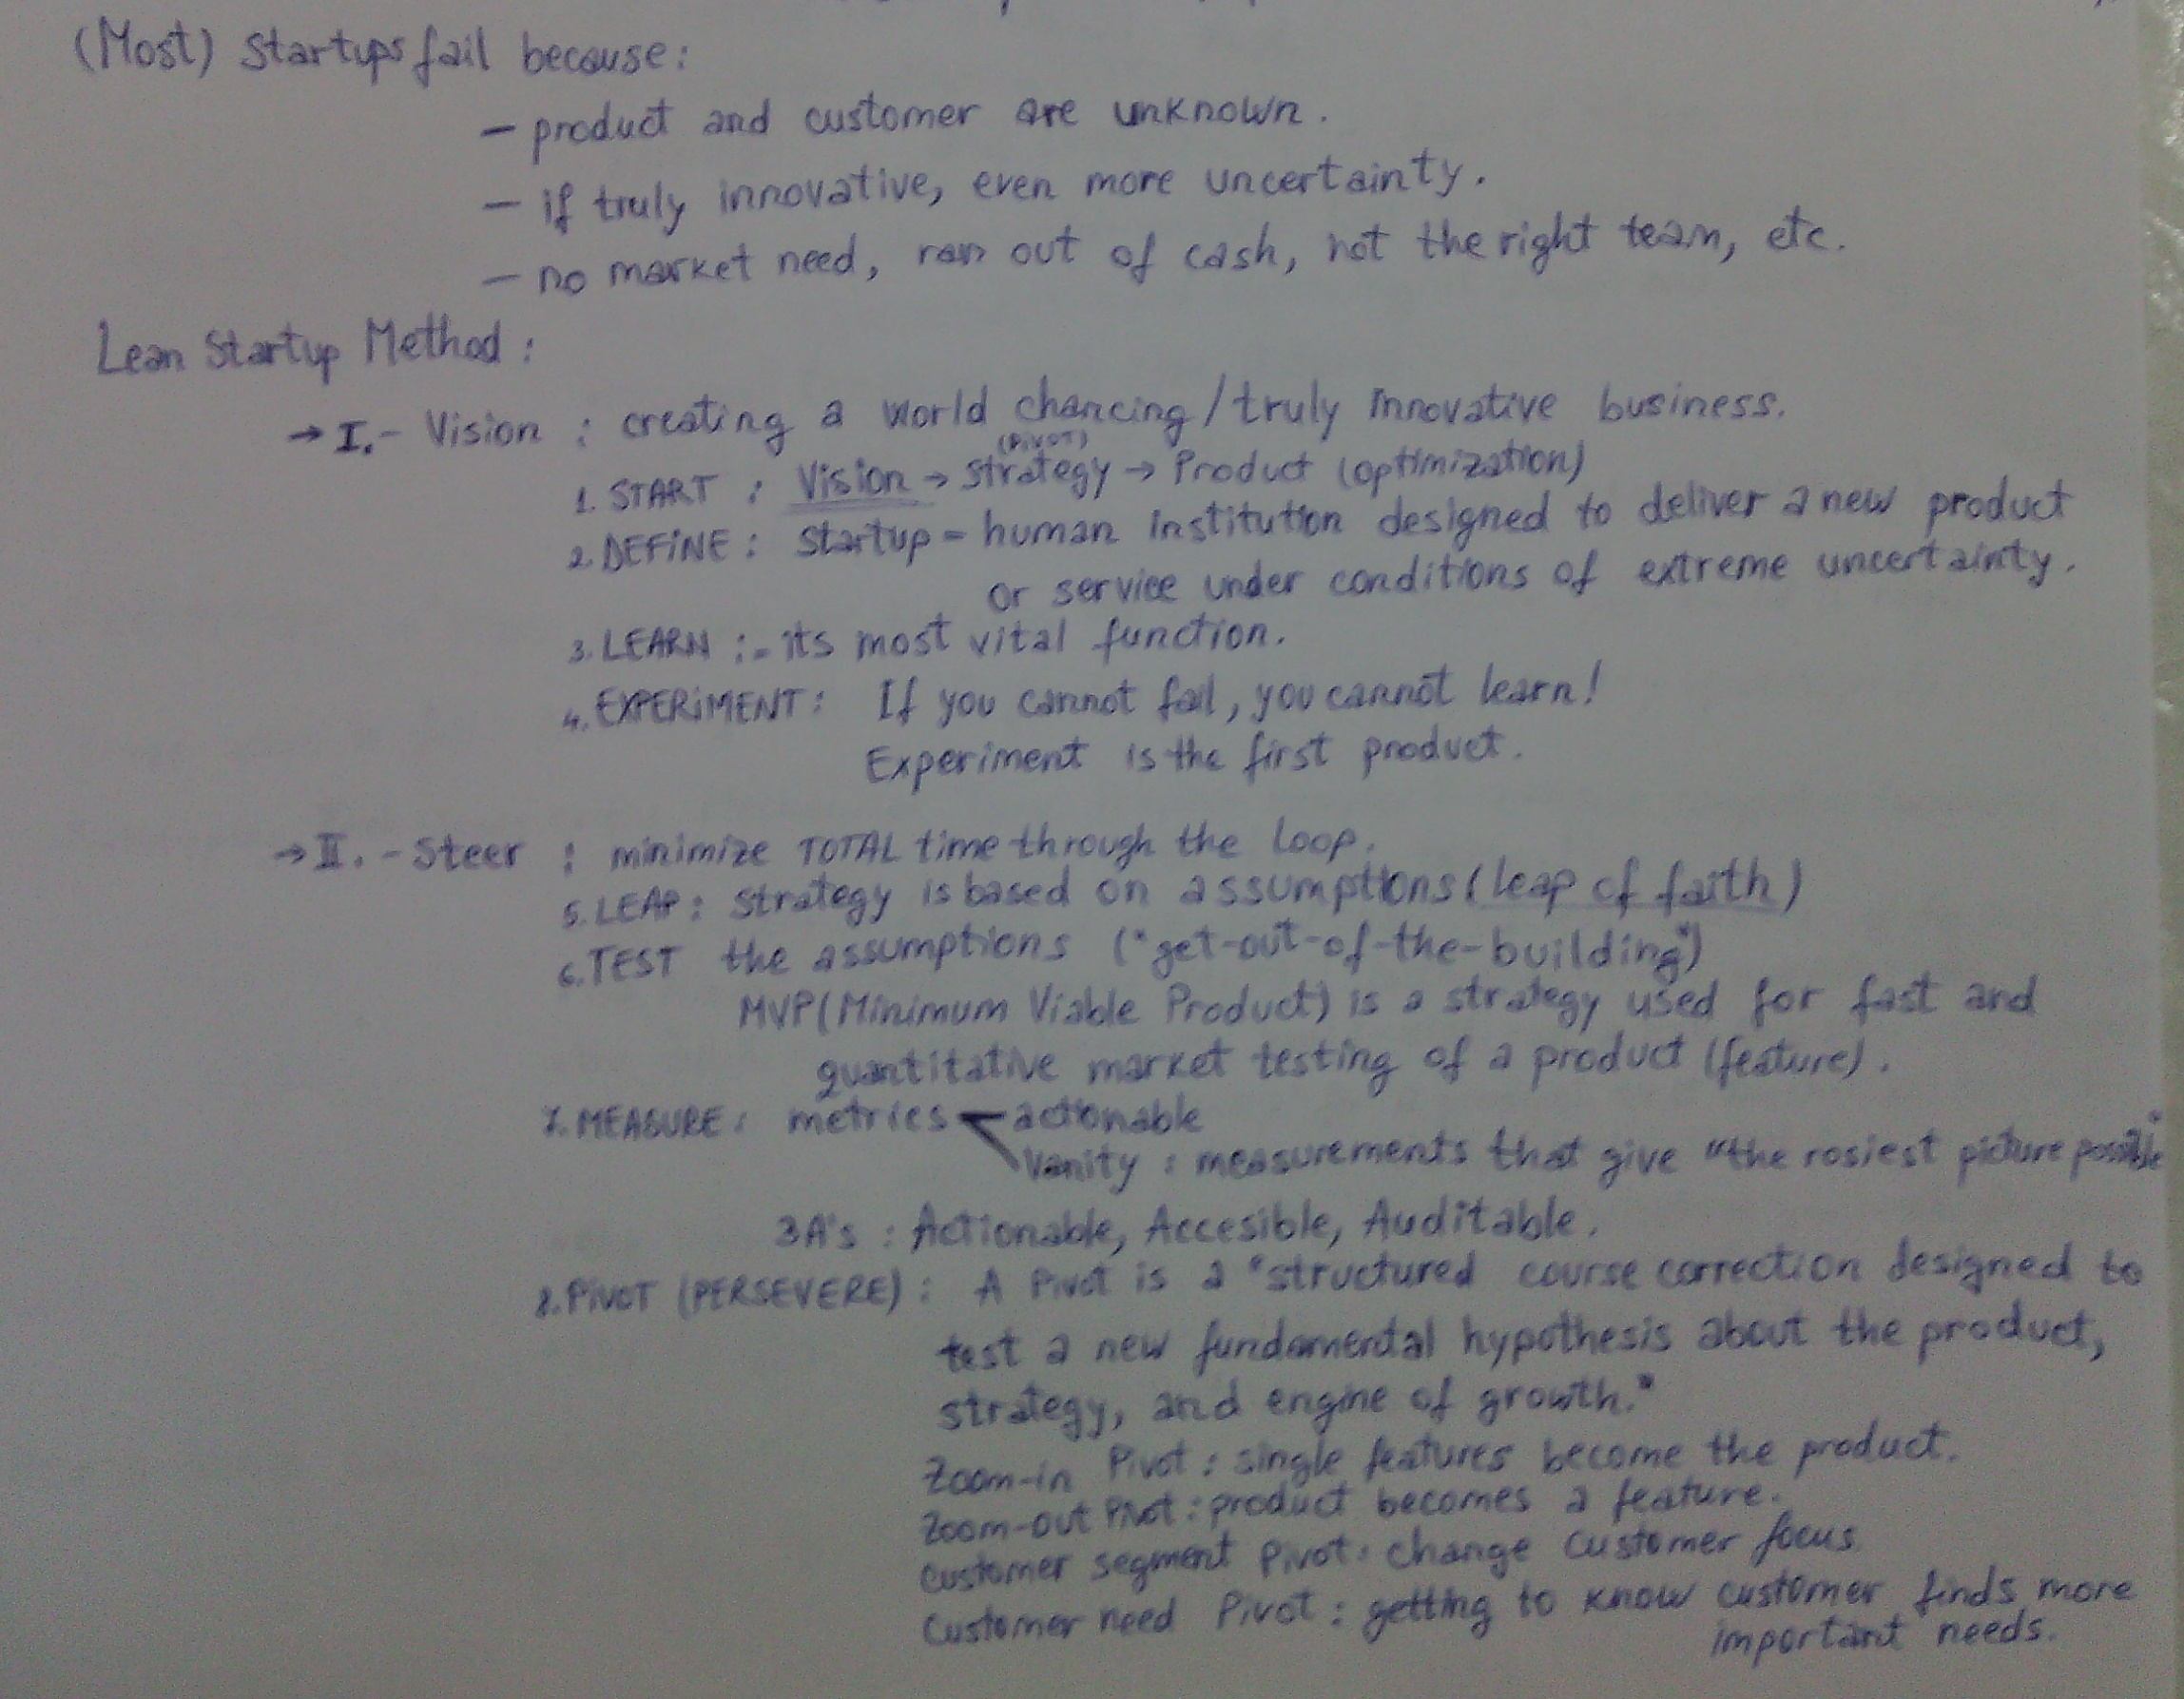 (Most) Startups fail because:
- product and customer are unknown.
- if truly innovative, even more uncertainty.
- no market need, ran out of cash, not the right team, etc.
Lean Startup Method:
→ I.- Vision : creating a world chancing/truly innovative business.
(PIVOT)
1. START : Vision → Strategy → Product (optimization)
2. DEFINE : Startup = human institution designed to deliver a new product
or service under conditions of extreme uncertainty.
3. LEARN :- its most vital function.
4. EXPERIMENT : If you cannot fail, you cannot learn!
Experiment is the first product.
→ II.- Steer : minimize TOTAL time through the loop.
5. LEAP : Strategy is based on assumptions (leap of faith)
6. TEST the assumptions ("get-out-of-the-building")
MVP (Minimum Viable Product) is a strategy used for fast and
quantitative market testing of a product (feature).
7. MEASURE : metrics actionable
Vanity : measurements that give "the rosiest picture possible"
3A's : Actionable, Accesible, Auditable.
8. PIVOT (PERSEVERE) : A Pivot is a "structured course correction designed to
test a new fundamental hypothesis about the product,
strategy, and engine of growth."
Zoom-in Pivot : single features become the product.
Zoom-out Pivot : product becomes a feature.
Customer segment Pivot : change customer focus.
Customer need Pivot : getting to know customer finds more
important needs.